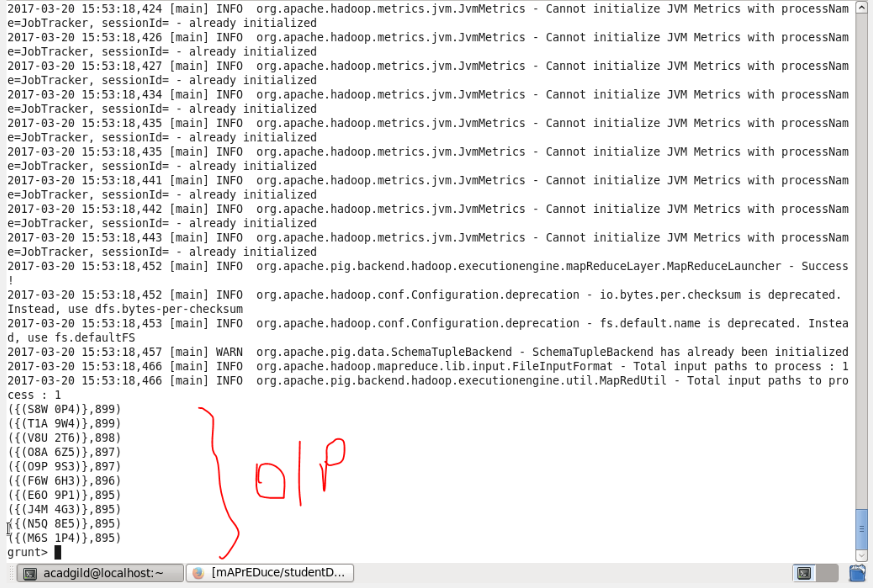 2017-03-20 15:53:18,424 [main] INFO  org.apache.hadoop.metrics.jvm.JvmMetrics - Cannot initialize JVM Metrics with processNam
e=JobTracker, sessionId= - already initialized
2017-03-20 15:53:18,426 [main] INFO  org.apache.hadoop.metrics.jvm.JvmMetrics - Cannot initialize JVM Metrics with processNam
e=JobTracker, sessionId= - already initialized
2017-03-20 15:53:18,427 [main] INFO  org.apache.hadoop.metrics.jvm.JvmMetrics - Cannot initialize JVM Metrics with processNam
e=JobTracker, sessionId= - already initialized
2017-03-20 15:53:18,434 [main] INFO  org.apache.hadoop.metrics.jvm.JvmMetrics - Cannot initialize JVM Metrics with processNam
e=JobTracker, sessionId= - already initialized
2017-03-20 15:53:18,435 [main] INFO  org.apache.hadoop.metrics.jvm.JvmMetrics - Cannot initialize JVM Metrics with processNam
e=JobTracker, sessionId= - already initialized
2017-03-20 15:53:18,435 [main] INFO  org.apache.hadoop.metrics.jvm.JvmMetrics - Cannot initialize JVM Metrics with processNam
e=JobTracker, sessionId= - already initialized
2017-03-20 15:53:18,441 [main] INFO  org.apache.hadoop.metrics.jvm.JvmMetrics - Cannot initialize JVM Metrics with processNam
e=JobTracker, sessionId= - already initialized
2017-03-20 15:53:18,442 [main] INFO  org.apache.hadoop.metrics.jvm.JvmMetrics - Cannot initialize JVM Metrics with processNam
e=JobTracker, sessionId= - already initialized
2017-03-20 15:53:18,443 [main] INFO  org.apache.hadoop.metrics.jvm.JvmMetrics - Cannot initialize JVM Metrics with processNam
e=JobTracker, sessionId= - already initialized
2017-03-20 15:53:18,452 [main] INFO  org.apache.pig.backend.hadoop.executionengine.mapReduceLayer.MapReduceLauncher - Success
!
2017-03-20 15:53:18,452 [main] INFO  org.apache.hadoop.conf.Configuration.deprecation - io.bytes.per.checksum is deprecated.
Instead, use dfs.bytes-per-checksum
2017-03-20 15:53:18,453 [main] INFO  org.apache.hadoop.conf.Configuration.deprecation - fs.default.name is deprecated. Instea
d, use fs.defaultFS
2017-03-20 15:53:18,457 [main] WARN  org.apache.pig.data.SchemaTupleBackend - SchemaTupleBackend has already been initialized
2017-03-20 15:53:18,466 [main] INFO  org.apache.hadoop.mapreduce.lib.input.FileInputFormat - Total input paths to process : 1
2017-03-20 15:53:18,466 [main] INFO  org.apache.pig.backend.hadoop.executionengine.util.MapRedUtil - Total input paths to pro
cess : 1
({(S8W 0P4)},899)
({(T1A 9W4)},899)
({(V8U 2T6)},898)
({(O8A 6Z5)},897)
({(O9P 9S3)},897)
({(F6W 6H3)},896)
({(E6O 9P1)},895)
({(J4M 4G3)},895)
({(N5Q 8E5)},895)
({(M6S 1P4)},895)
O/P
grunt>
acadgild@localhost:~
[mAPrEDuce/studentD...